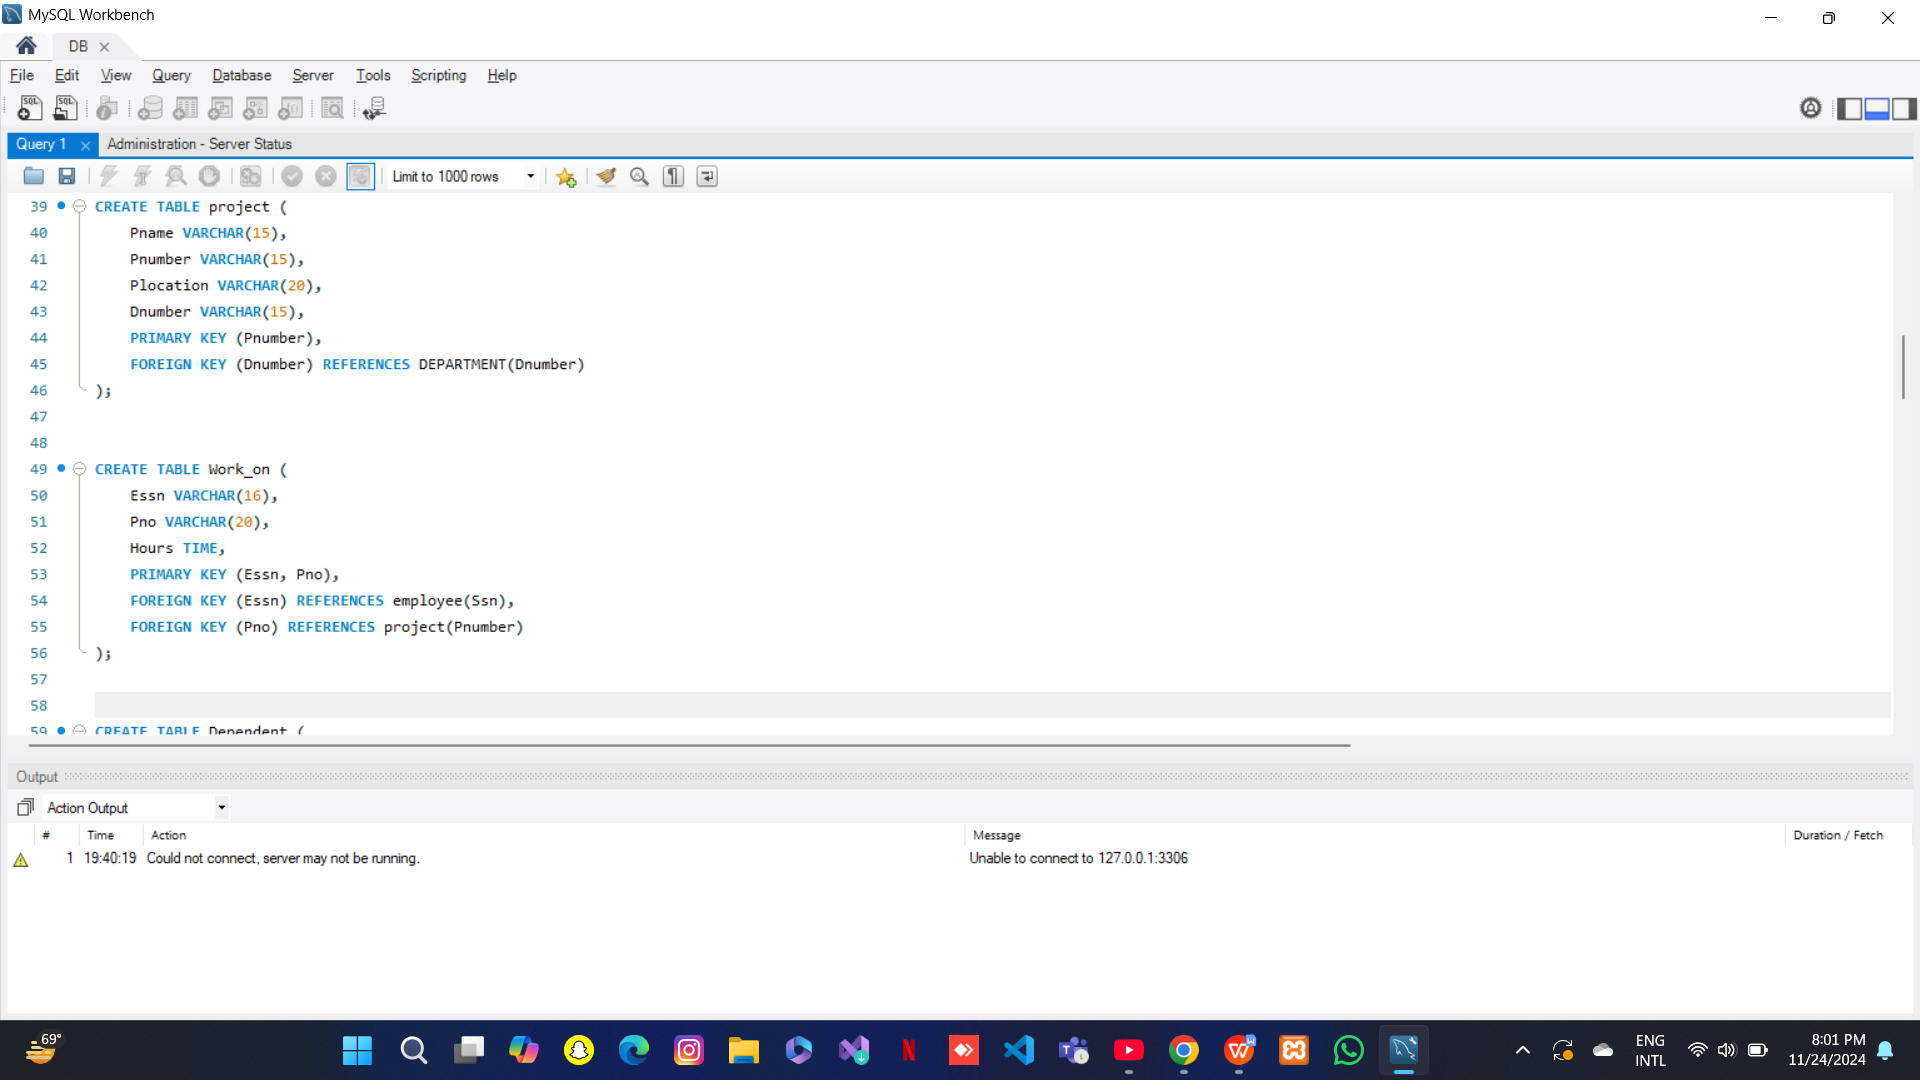 MySQL Workbench
DB
File Edit View Query Database Server Tools Scripting Help
Query 1 Administration - Server Status
Limit to 1000 rows
39 CREATE TABLE project (
40 Pname VARCHAR(15),
41 Pnumber VARCHAR(15),
42 Plocation VARCHAR(20),
43 Dnumber VARCHAR(15),
44 PRIMARY KEY (Pnumber),
45 FOREIGN KEY (Dnumber) REFERENCES DEPARTMENT(Dnumber)
46 );
47
48
49 CREATE TABLE Work_on (
50 Essn VARCHAR(16),
51 Pno VARCHAR(20),
52 Hours TIME,
53 PRIMARY KEY (Essn, Pno),
54 FOREIGN KEY (Essn) REFERENCES employee(Ssn),
55 FOREIGN KEY (Pno) REFERENCES project(Pnumber)
56 );
57
58
59 CREATE TABLE Dependent (
Output
Action Output
# Time Action Message Duration / Fetch
1 19:40:19 Could not connect, server may not be running. Unable to connect to 127.0.0.1:3306
69°
ENG
INTL
8:01 PM
11/24/2024